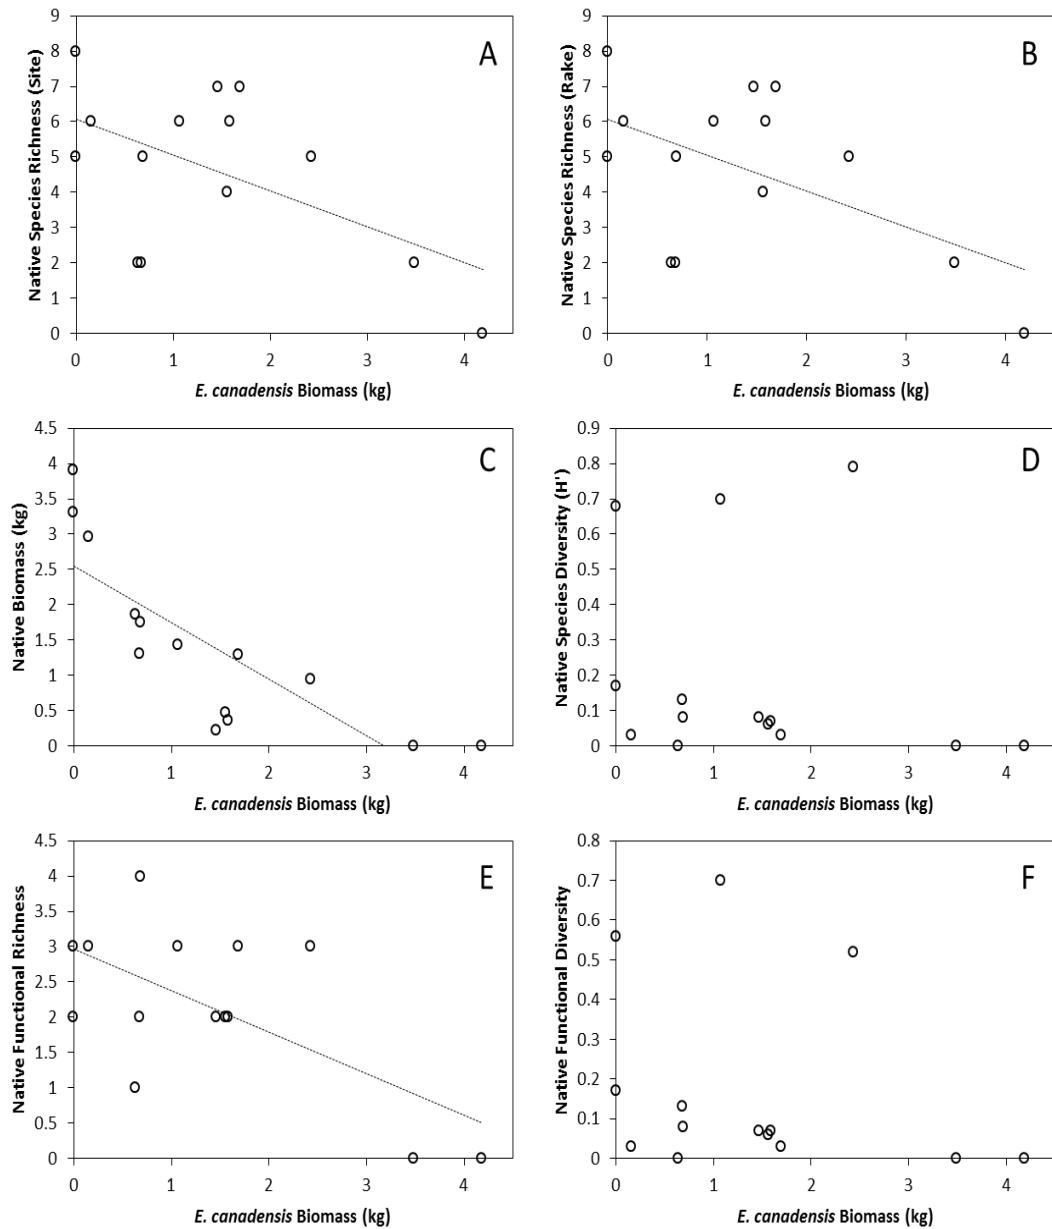 A
Native Species Richness (Site)
9
8
7
6
5
4
3
2
1
0
0 1 2 3 4
E. canadensis Biomass (kg)
B
Native Species Richness (Rake)
9
8
7
6
5
4
3
2
1
0
0 1 2 3 4
E. canadensis Biomass (kg)
C
Native Biomass (kg)
4.5
4
3.5
3
2.5
2
1.5
1
0.5
0
0 1 2 3 4
E. canadensis Biomass (kg)
D
Native Species Diversity (H')
0.9
0.8
0.7
0.6
0.5
0.4
0.3
0.2
0.1
0
0 1 2 3 4
E. canadensis Biomass (kg)
E
Native Functional Richness
4.5
4
3.5
3
2.5
2
1.5
1
0.5
0
0 1 2 3 4
E. canadensis Biomass (kg)
F
Native Functional Diversity
0.8
0.7
0.6
0.5
0.4
0.3
0.2
0.1
0
0 1 2 3 4
E. canadensis Biomass (kg)